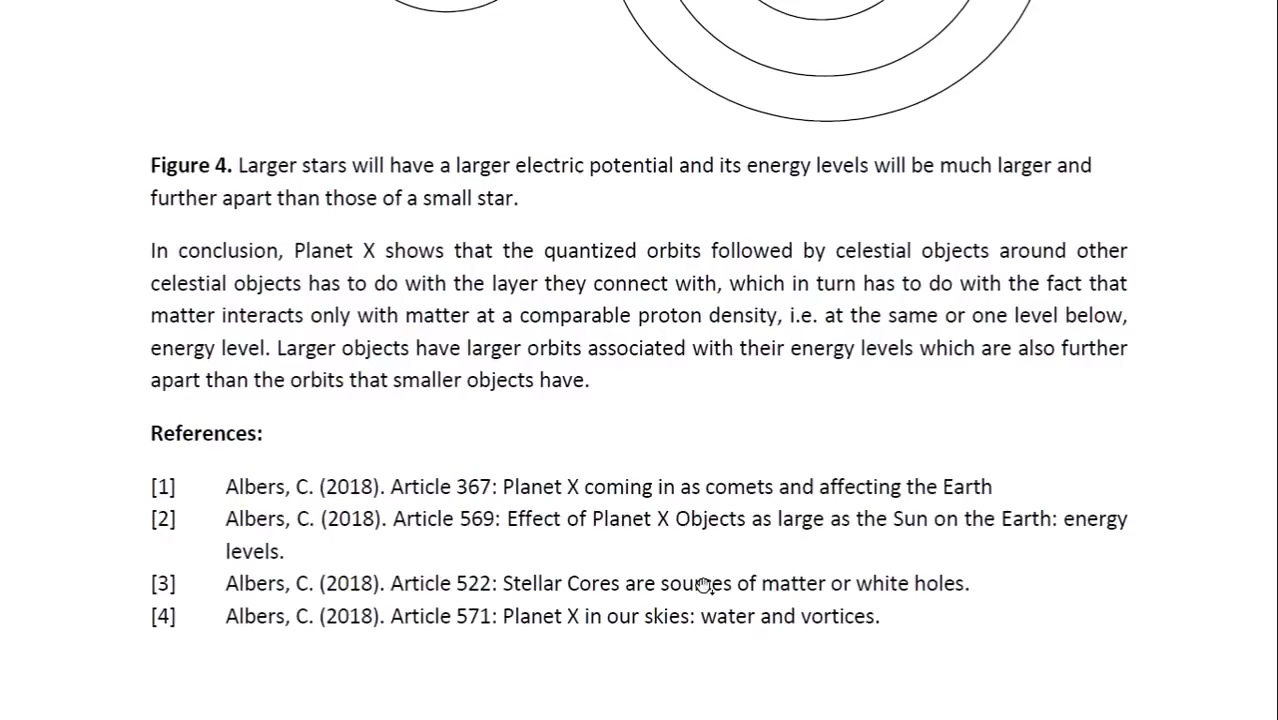 Figure 4. Larger stars will have a larger electric potential and its energy levels will be much larger and
further apart than those of a small star.
In conclusion, Planet X shows that the quantized orbits followed by celestial objects around other
celestial objects has to do with the layer they connect with, which in turn has to do with the fact that
matter interacts only with matter at a comparable proton density, i.e. at the same or one level below,
energy level. Larger objects have larger orbits associated with their energy levels which are also further
apart than the orbits that smaller objects have.
References:
[1] Albers, C. (2018). Article 367: Planet X coming in as comets and affecting the Earth
[2] Albers, C. (2018). Article 569: Effect of Planet X Objects as large as the Sun on the Earth: energy
levels.
[3] Albers, C. (2018). Article 522: Stellar Cores are sources of matter or white holes.
[4] Albers, C. (2018). Article 571: Planet X in our skies: water and vortices.